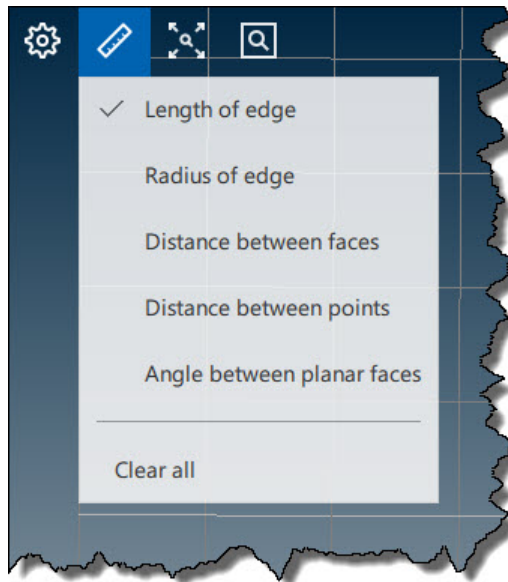 Length of edge
Radius of edge
Distance between faces
Distance between points
Angle between planar faces
Clear all